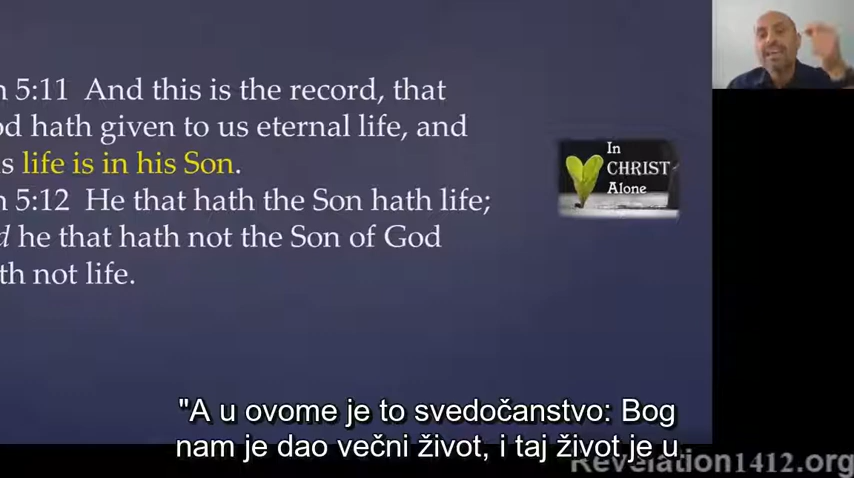 n 5:11 And this is the record, that
od hath given to us eternal life, and
s life is in his Son.
n 5:12 He that hath the Son hath life;
d he that hath not the Son of God
th not life.
In
CHRIST
Alone
"A u ovome je to svedočanstvo: Bog
nam je dao večni život, i taj život je u
Revelation1412.org